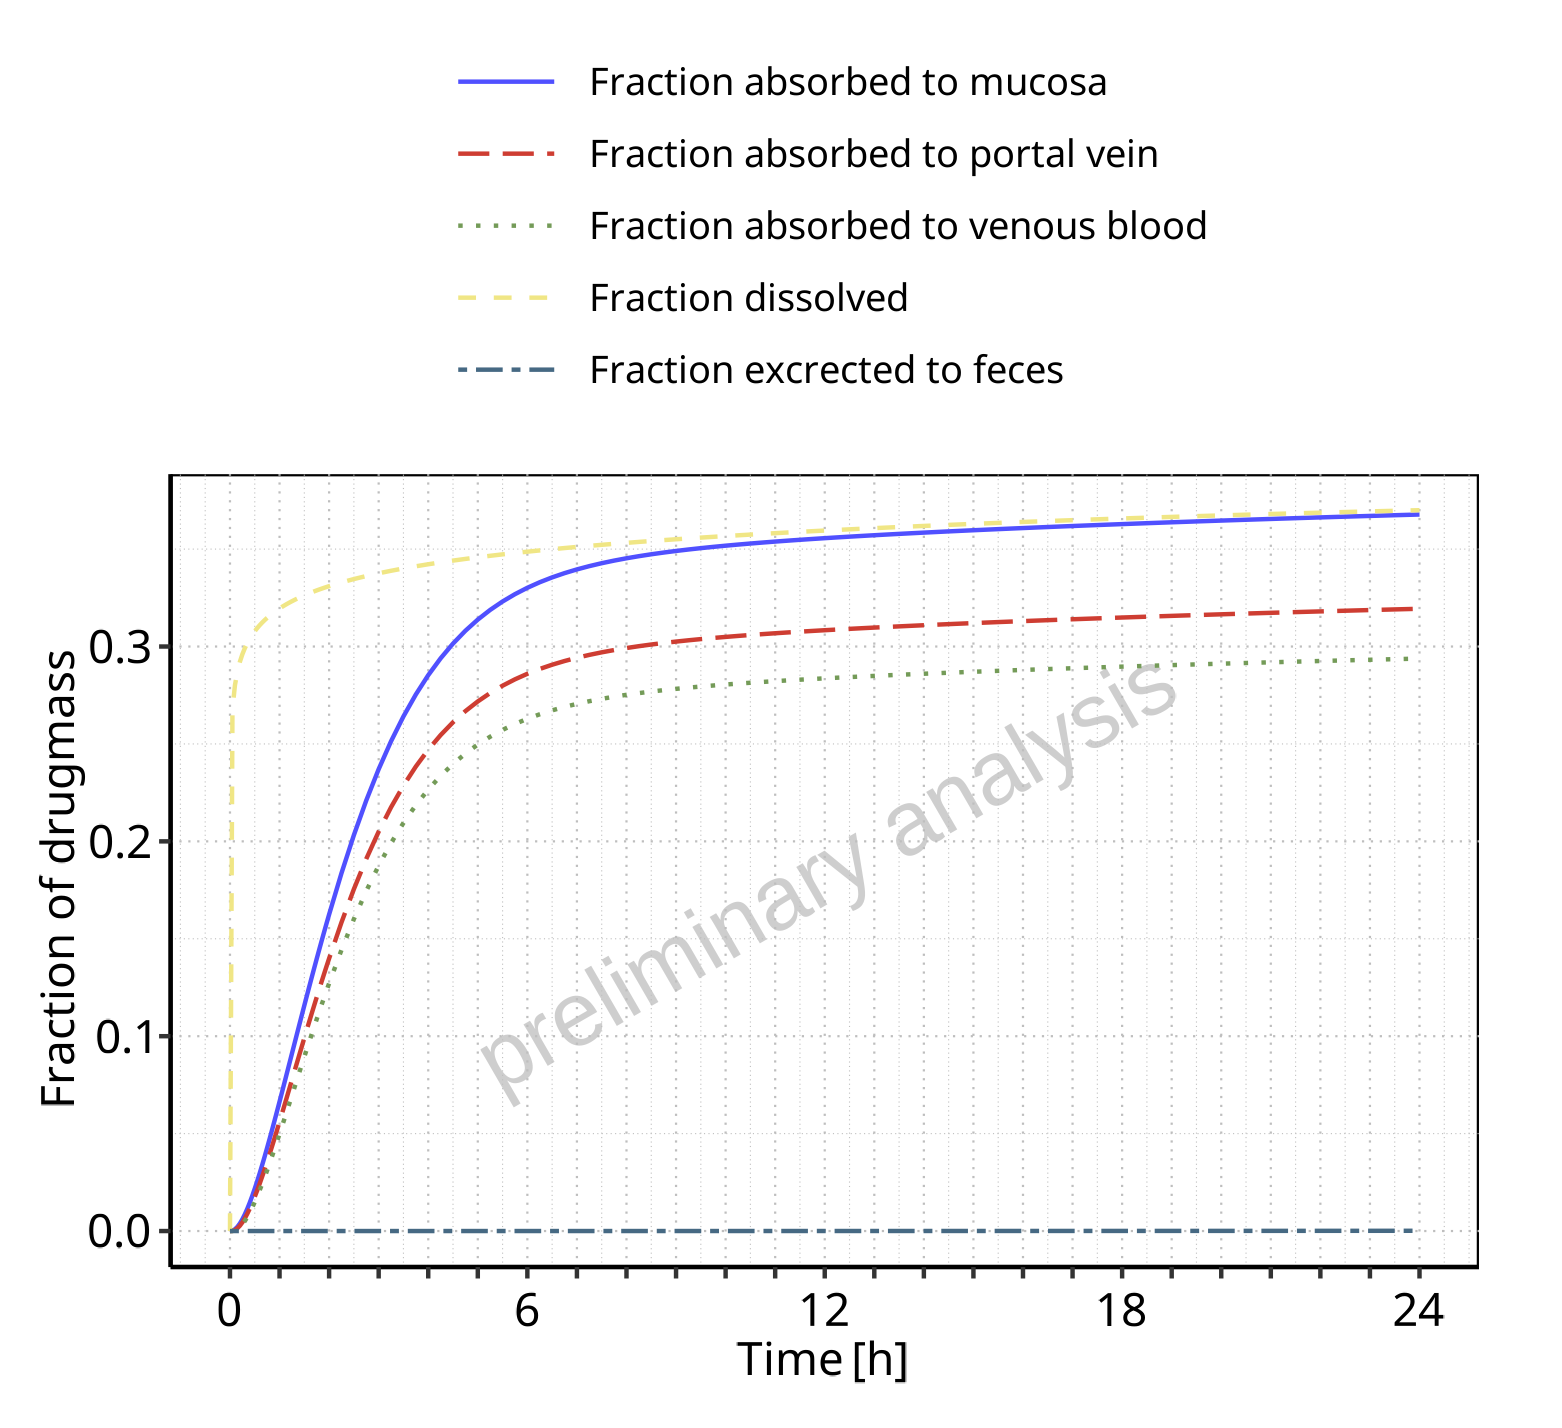 Fraction absorbed to mucosa
Fraction absorbed to portal vein
Fraction absorbed to venous blood
Fraction dissolved
Fraction excrected to feces
Fraction of drugmass
0.3
0.2
0.1
0.0
preliminary analysis
0 6 12 18 24
Time [h]